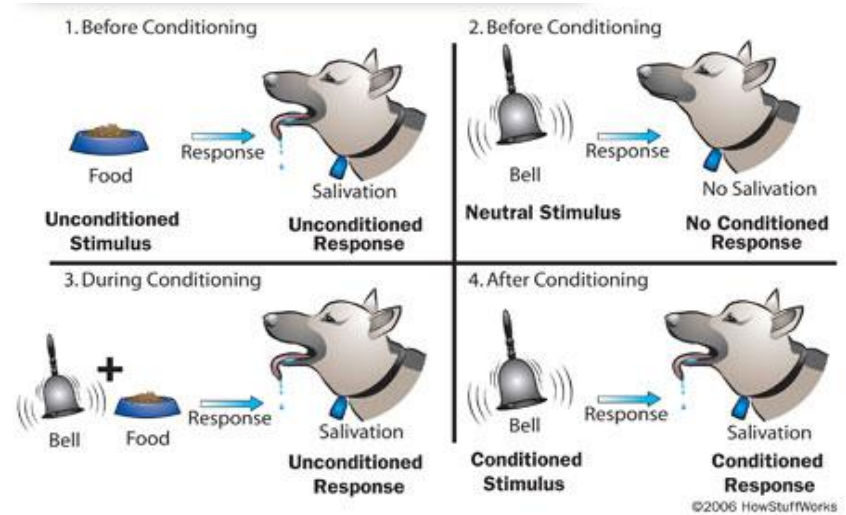 1. Before Conditioning
Food
Response
Salivation
Unconditioned
Stimulus
Unconditioned
Response
2. Before Conditioning
Bell
Response
No Salivation
Neutral Stimulus
No Conditioned
Response
3. During Conditioning
+
Bell
Food
Response
Salivation
Unconditioned
Response
4. After Conditioning
Bell
Response
Salivation
Conditioned
Stimulus
Conditioned
Response
©2006 HowStuffWorks